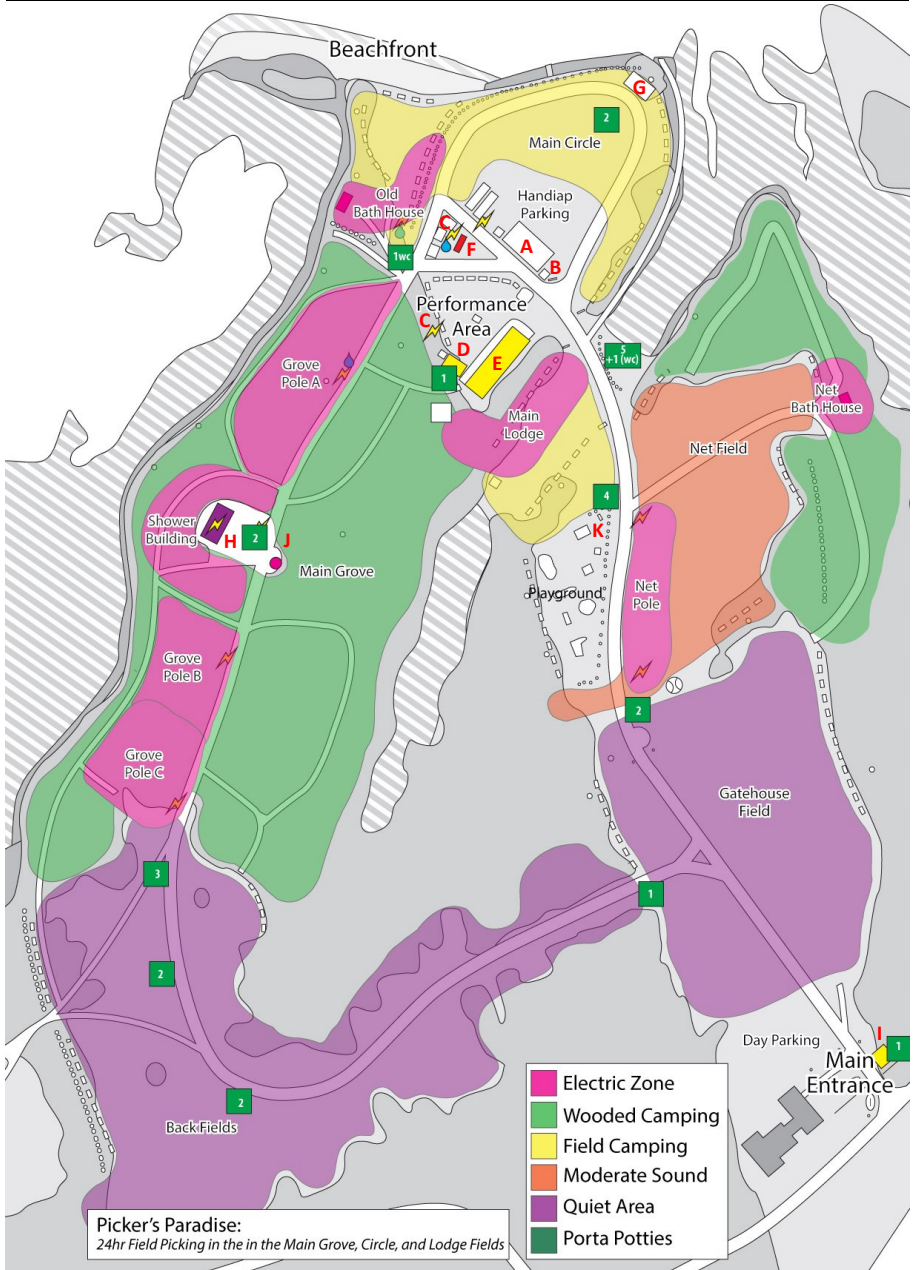 Beachfront
G
2
Main Circle
Old
Bath House
Handiap
Parking
C
F
A
B
1wc
Performance
Area
C
D
E
5
+1 (wc)
Grove
Pole A
1
Main
Lodge
Net
Bath House
Net Field
4
Shower
Building
H
2
J
K
Main Grove
Playground
Net
Pole
Grove
Pole B
2
Grove
Pole C
Gatehouse
Field
3
1
2
Day Parking
I
1
Main
Entrance
2
Back Fields
Electric Zone
Wooded Camping
Field Camping
Moderate Sound
Quiet Area
Porta Potties
Picker's Paradise:
24hr Field Picking in the in the Main Grove, Circle, and Lodge Fields